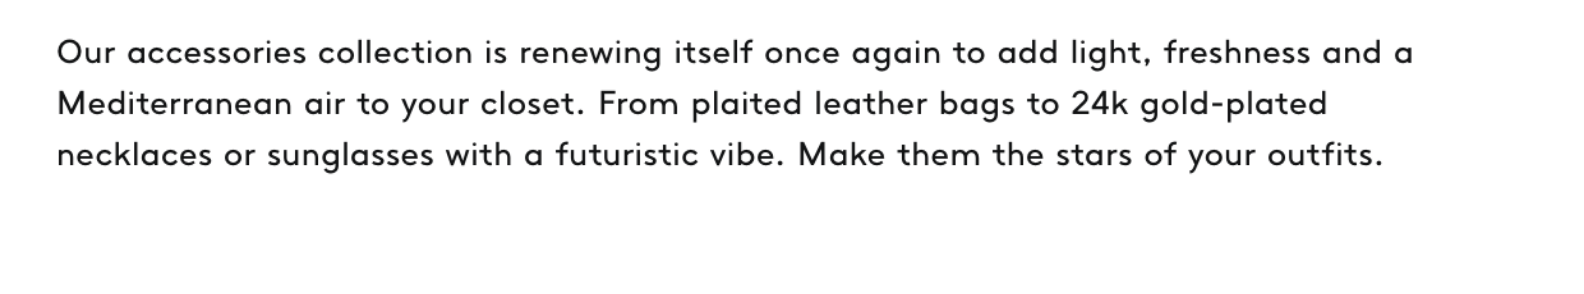 Our accessories collection is renewing itself once again to add light, freshness and a
Mediterranean air to your closet. From plaited leather bags to 24k gold-plated
necklaces or sunglasses with a futuristic vibe. Make them the stars of your outfits.